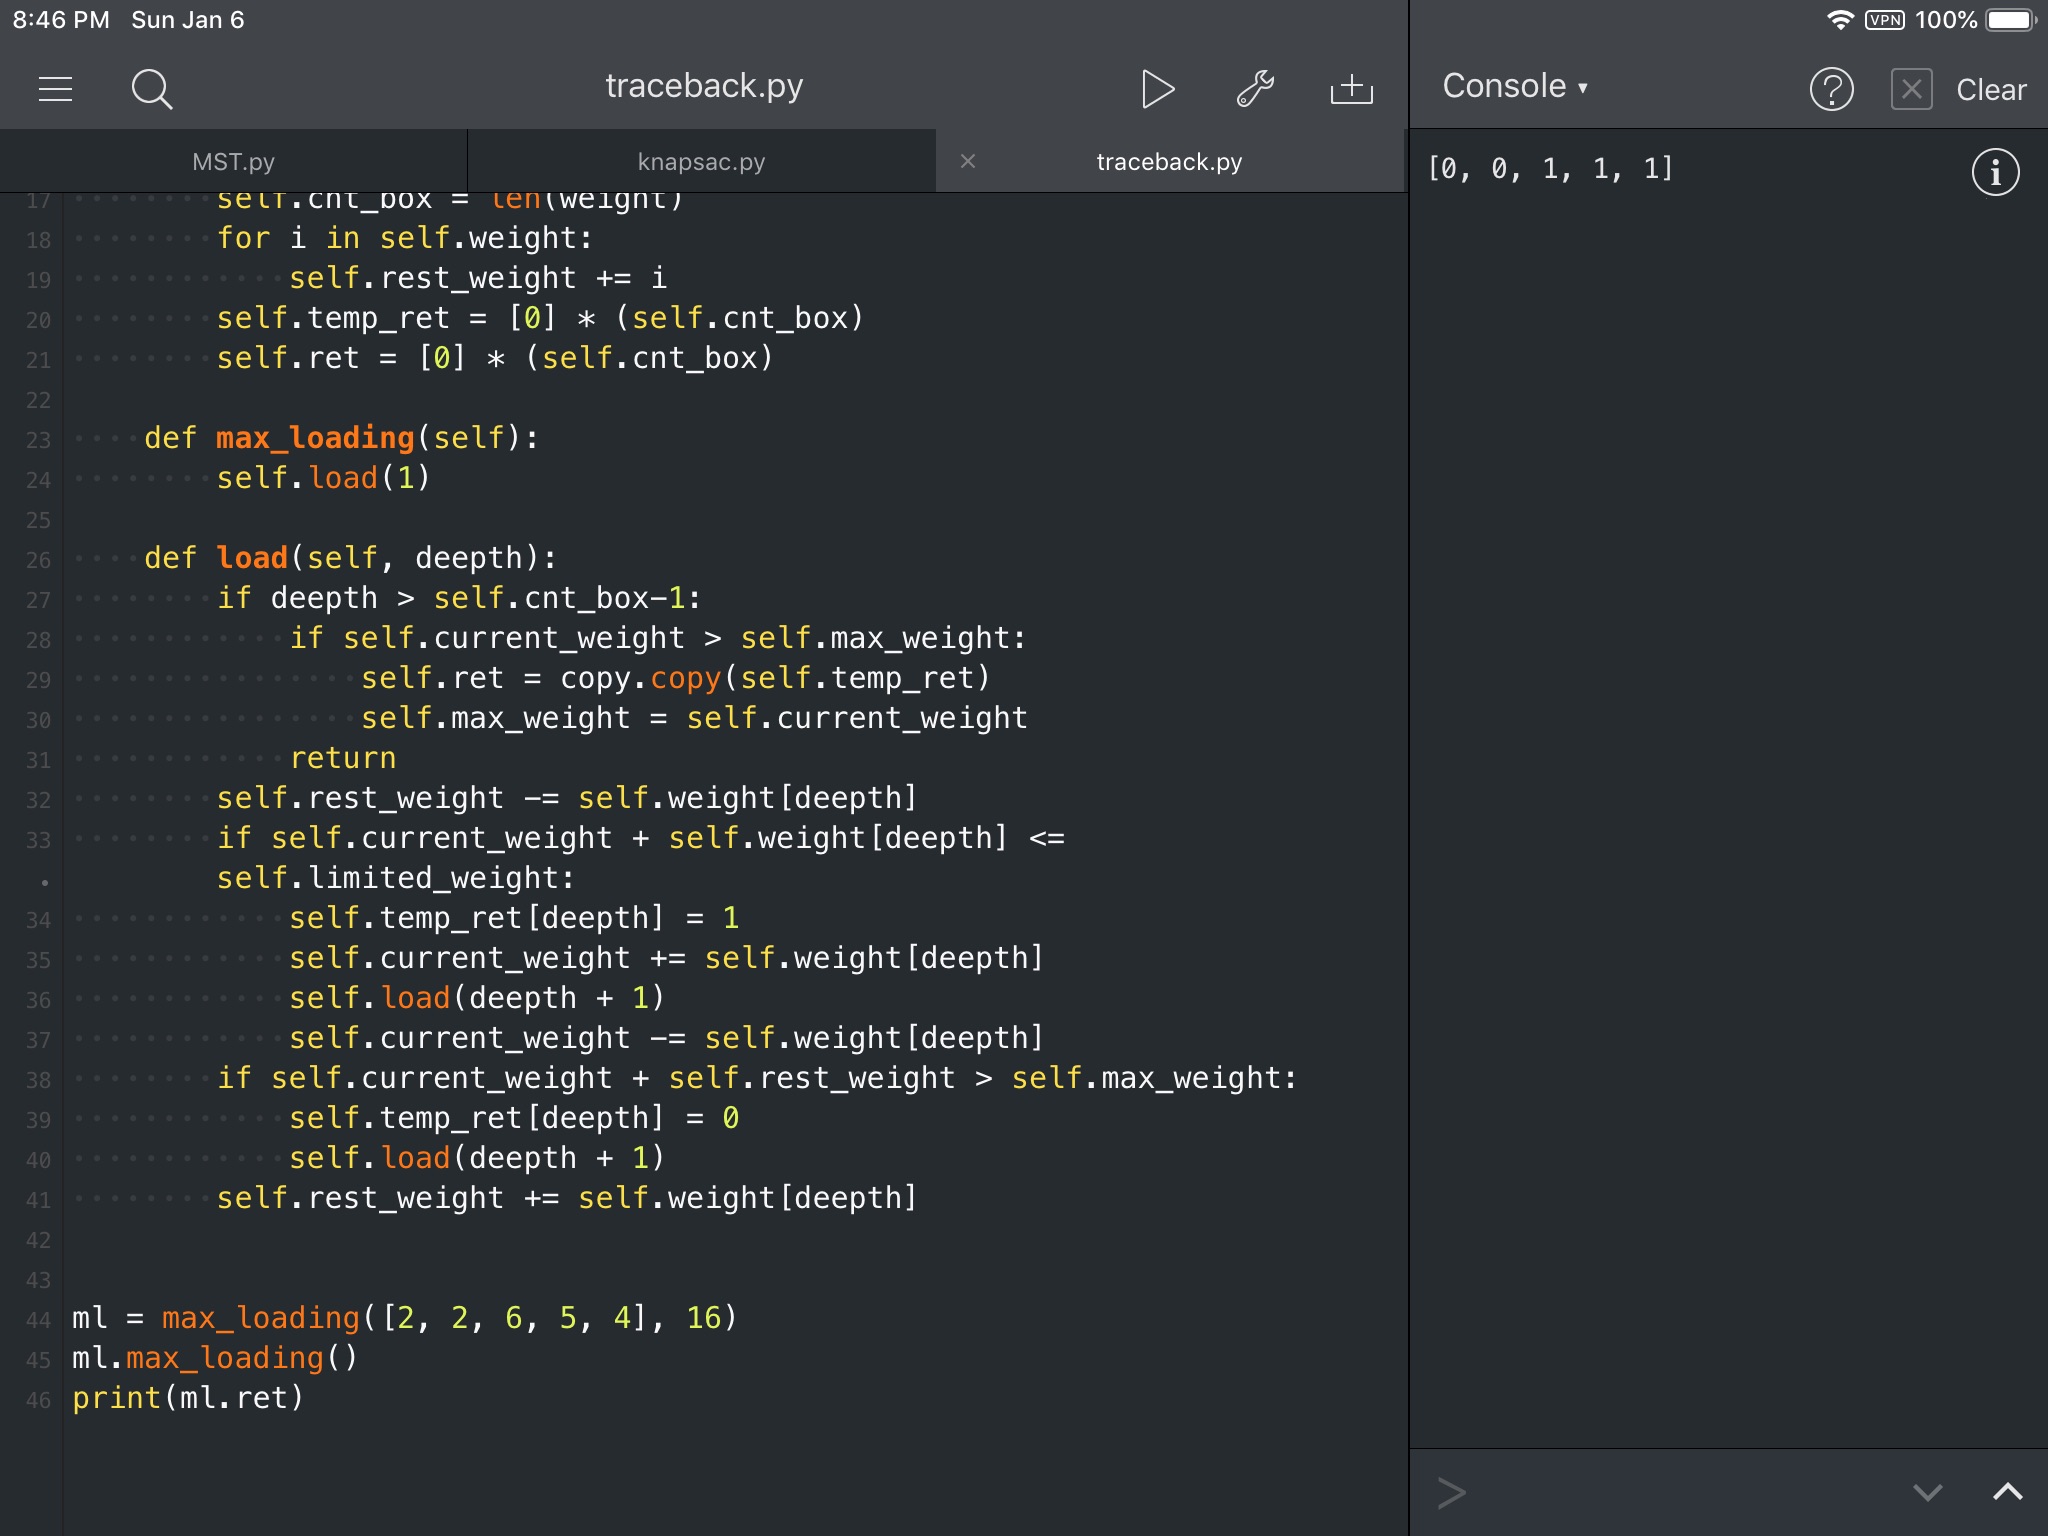 8:46 PM Sun Jan 6
VPN 100%
traceback.py
Console ▾
? Clear
MST.py
knapsac.py
× traceback.py
17 self.cnt_box = len(weight)
18 for i in self.weight:
19 self.rest_weight += i
20 self.temp_ret = [0] * (self.cnt_box)
21 self.ret = [0] * (self.cnt_box)
22
23 def max_loading(self):
24 self.load(1)
25
26 def load(self, deepth):
27 if deepth > self.cnt_box-1:
28 if self.current_weight > self.max_weight:
29 self.ret = copy.copy(self.temp_ret)
30 self.max_weight = self.current_weight
31 return
32 self.rest_weight -= self.weight[deepth]
33 if self.current_weight + self.weight[deepth] <=
self.limited_weight:
34 self.temp_ret[deepth] = 1
35 self.current_weight += self.weight[deepth]
36 self.load(deepth + 1)
37 self.current_weight -= self.weight[deepth]
38 if self.current_weight + self.rest_weight > self.max_weight:
39 self.temp_ret[deepth] = 0
40 self.load(deepth + 1)
41 self.rest_weight += self.weight[deepth]
42
43
44 ml = max_loading([2, 2, 6, 5, 4], 16)
45 ml.max_loading()
46 print(ml.ret)
[0, 0, 1, 1, 1]
i
>